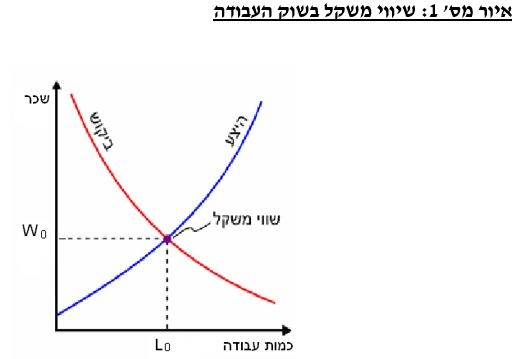 איור מס׳ 1: שיווי משקל בשוק העבודה
שכר
ביקוש
היצע
שווי משקל
W₀
L₀
כמות עבודה